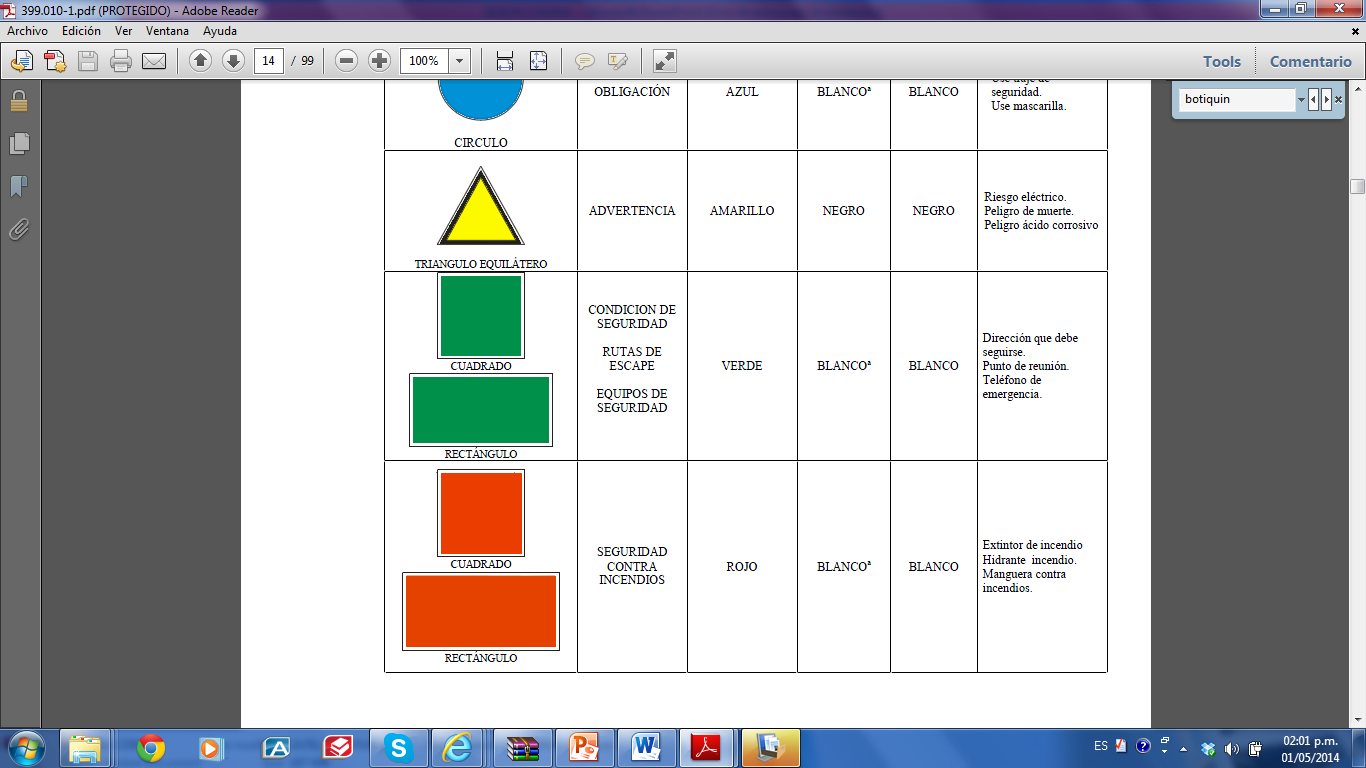 399.010-1.pdf (PROTEGIDO) - Adobe Reader
Archivo Edición Ver Ventana Ayuda
14 / 99 100% Tools Comentario
botiquin
CIRCULO
OBLIGACIÓN
AZUL
BLANCOª
BLANCO
seguridad.
Use mascarilla.
TRIANGULO EQUILÁTERO
ADVERTENCIA
AMARILLO
NEGRO
NEGRO
Riesgo eléctrico.
Peligro de muerte.
Peligro ácido corrosivo
CUADRADO
RECTÁNGULO
CONDICION DE
SEGURIDAD
RUTAS DE
ESCAPE
EQUIPOS DE
SEGURIDAD
VERDE
BLANCOª
BLANCO
Dirección que debe
seguirse.
Punto de reunión.
Teléfono de
emergencia.
CUADRADO
RECTÁNGULO
SEGURIDAD
CONTRA
INCENDIOS
ROJO
BLANCOª
BLANCO
Extintor de incendio
Hidrante incendio.
Manguera contra
incendios.
ES
02:01 p.m.
01/05/2014